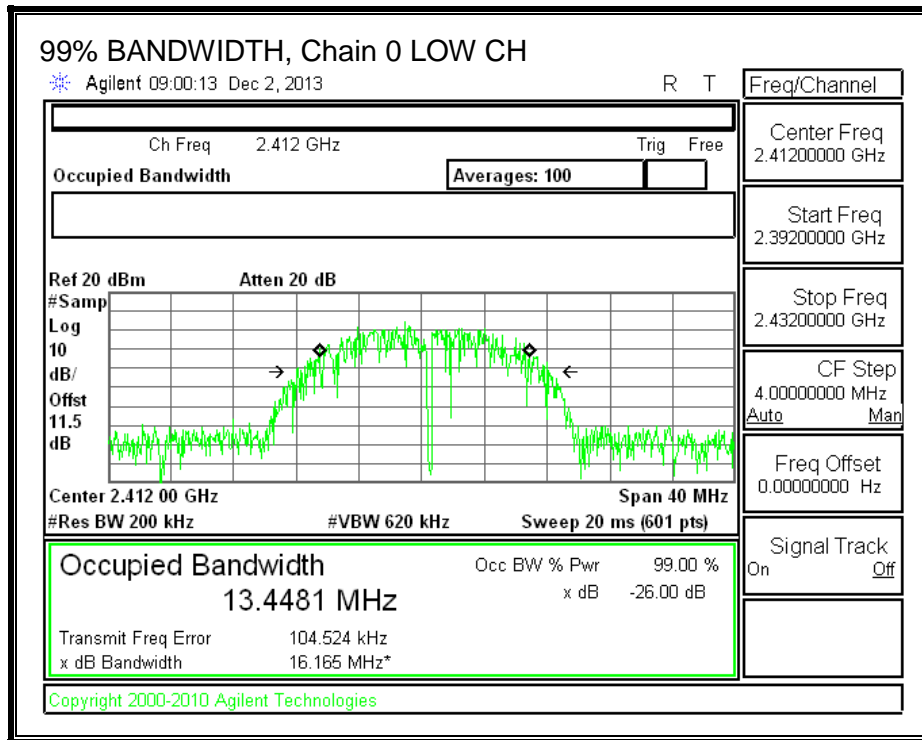 99% BANDWIDTH, Chain 0 LOW CH
Agilent 09:00:13 Dec 2, 2013 R T
Ch Freq 2.412 GHz Trig Free
Occupied Bandwidth Averages: 100
Ref 20 dBm Atten 20 dB
#Samp
Log
10
dB/
Offst
11.5
dB
Center 2.412 00 GHz Span 40 MHz
#Res BW 200 kHz #VBW 620 kHz Sweep 20 ms (601 pts)
Occupied Bandwidth Occ BW % Pwr 99.00 %
13.4481 MHz x dB -26.00 dB
Transmit Freq Error 104.524 kHz
x dB Bandwidth 16.165 MHz*
Copyright 2000-2010 Agilent Technologies
Freq/Channel
Center Freq
2.41200000 GHz
Start Freq
2.39200000 GHz
Stop Freq
2.43200000 GHz
CF Step
4.00000000 MHz
Auto Man
Freq Offset
0.00000000 Hz
Signal Track
On Off